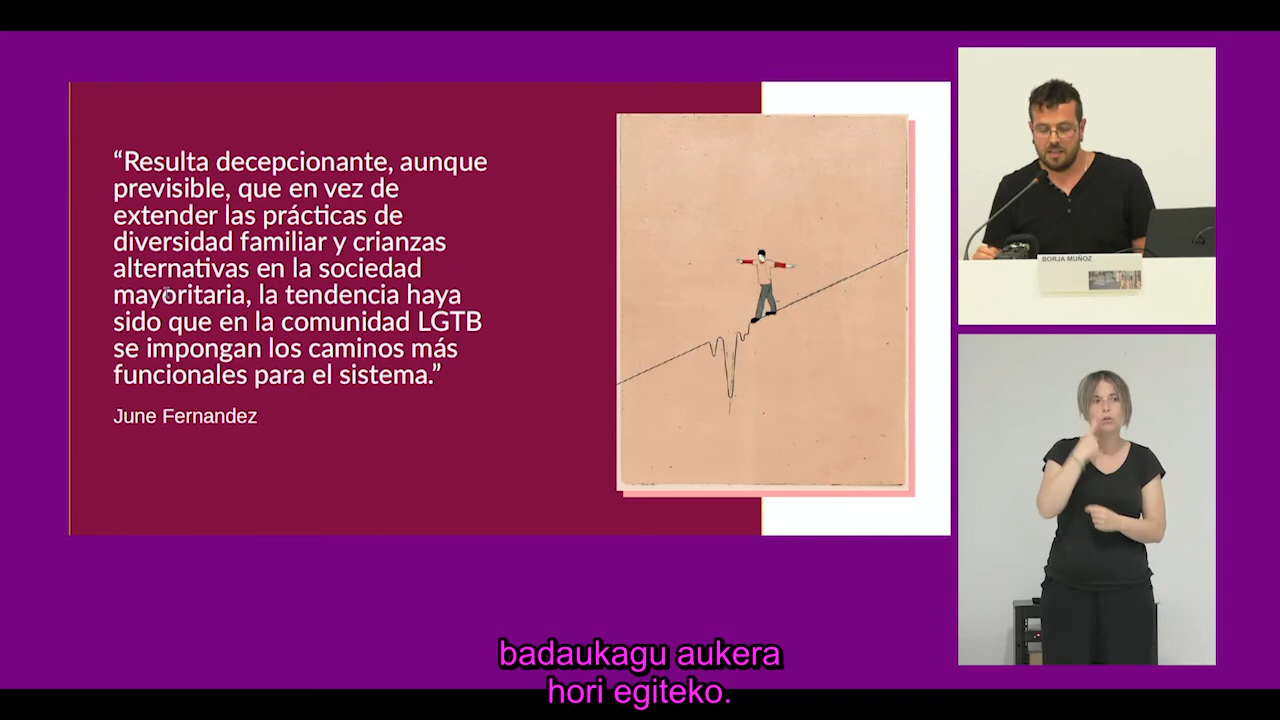 “Resulta decepcionante, aunque
previsible, que en vez de
extender las prácticas de
diversidad familiar y crianzas
alternativas en la sociedad
mayoritaria, la tendencia haya
sido que en la comunidad LGTB
se impongan los caminos más
funcionales para el sistema.”
June Fernandez
BORJA MUÑOZ
badaukagu aukera
hori egiteko.